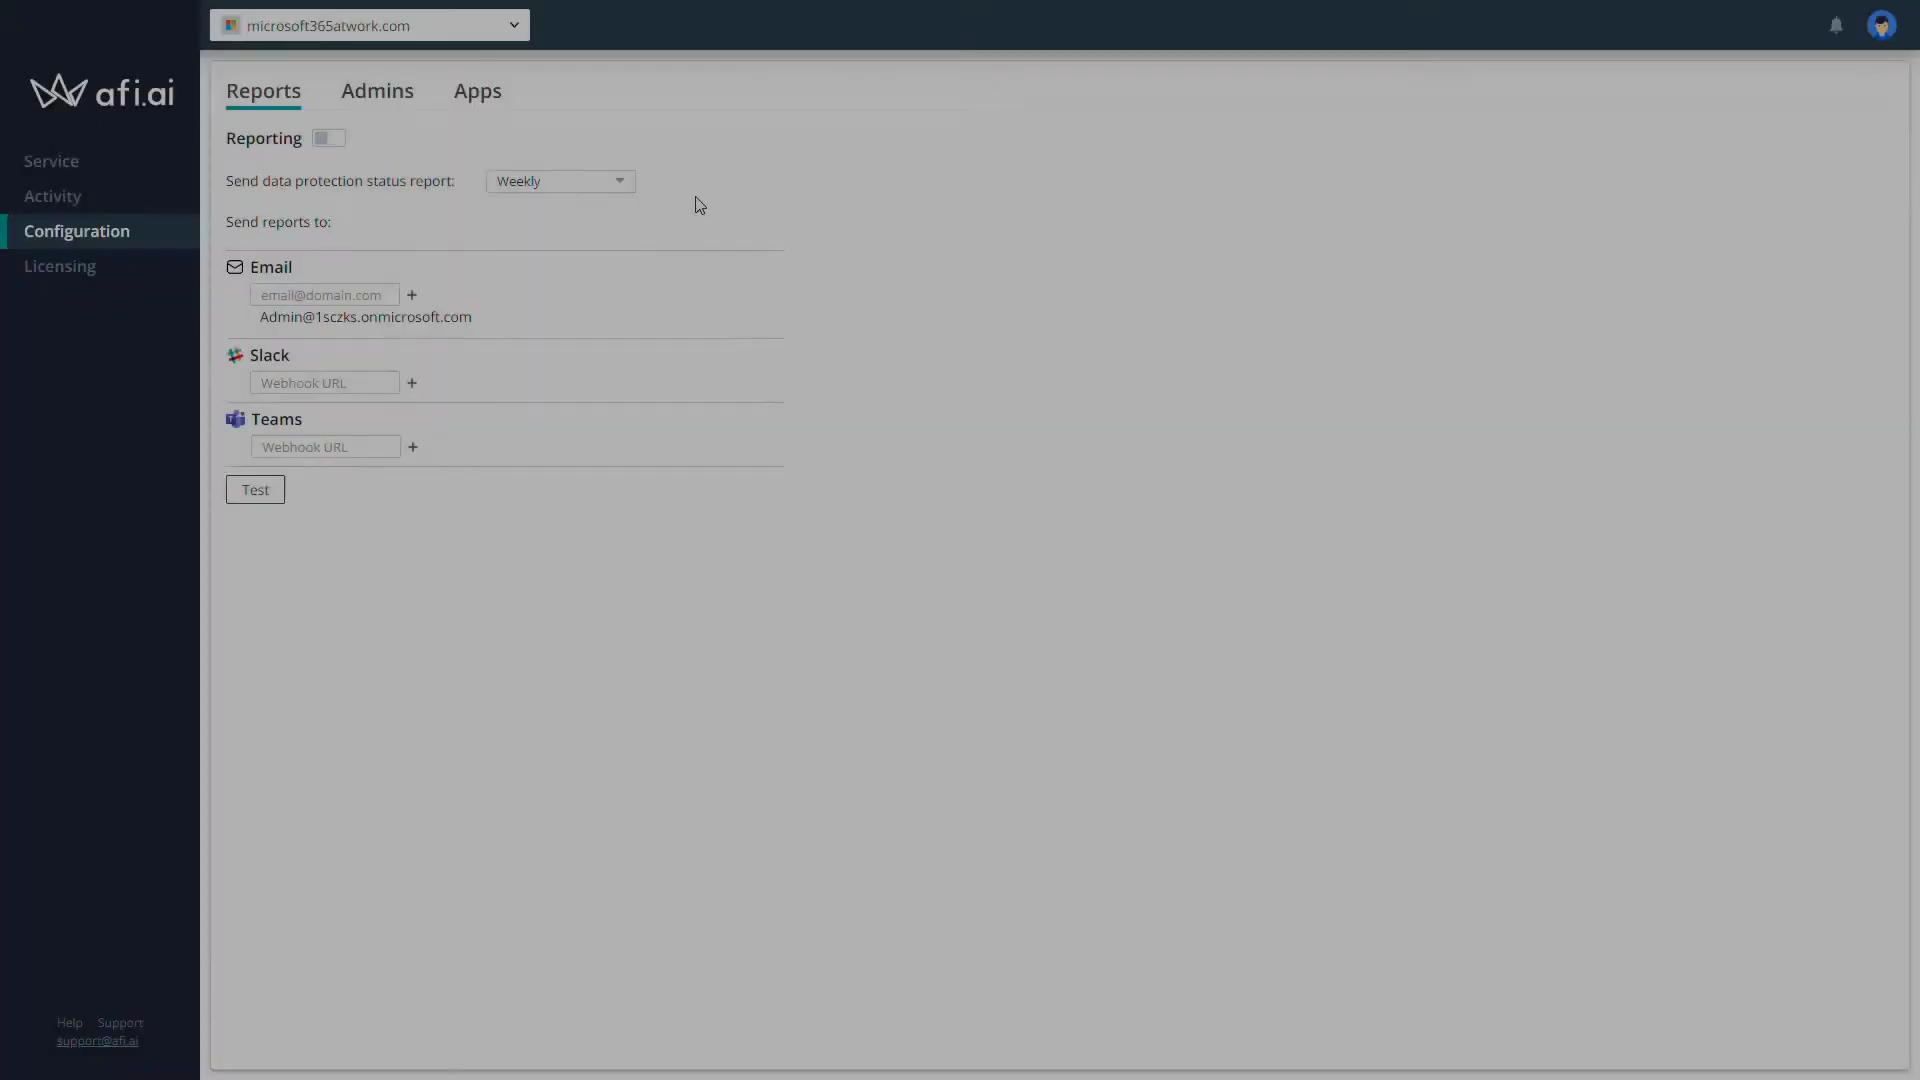 microsoft365atwork.com
afi.ai
Service
Activity
Configuration
Licensing
Help Support
support@afi.ai
Reports Admins Apps
Reporting
Send data protection status report: Weekly
Send reports to:
Email
email@domain.com +
Admin@1sczks.onmicrosoft.com
Slack
Webhook URL +
Teams
Webhook URL +
Test